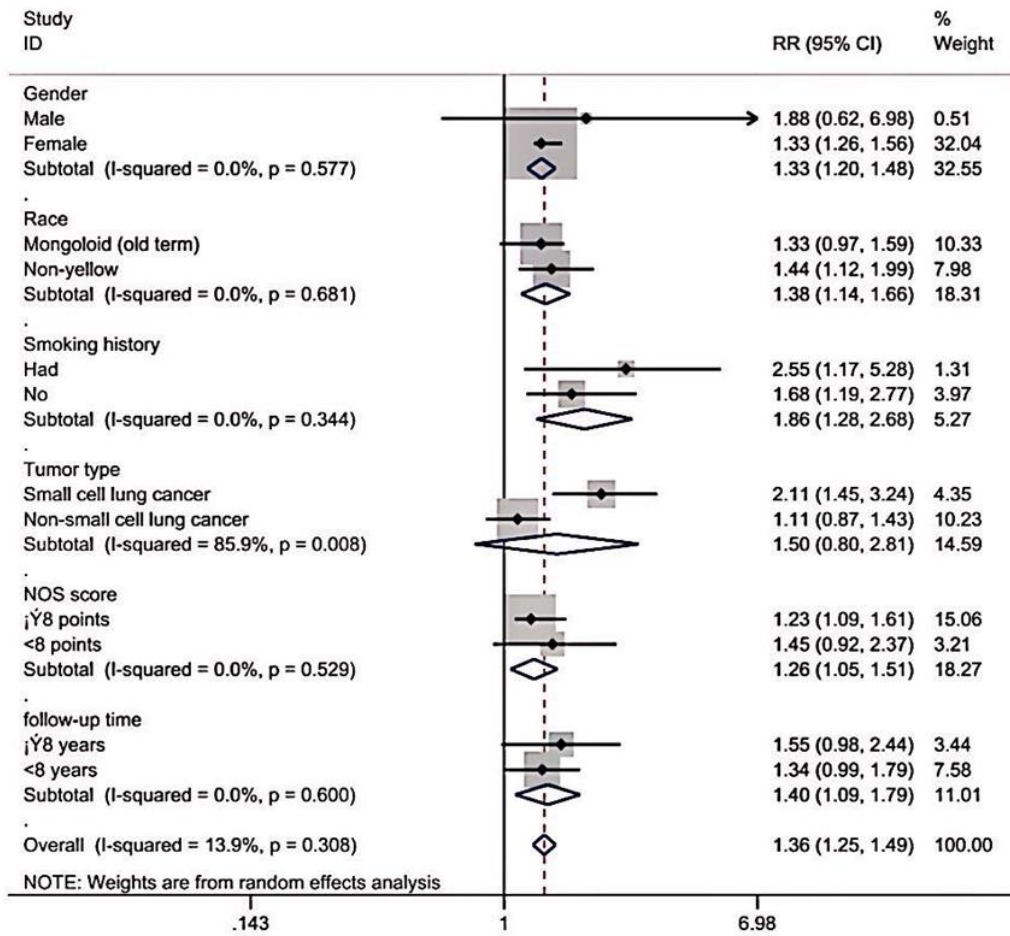 Study %
ID RR (95% CI) Weight
Gender
Male 1.88 (0.62, 6.98) 0.51
Female 1.33 (1.26, 1.56) 32.04
Subtotal (I-squared = 0.0%, p = 0.577) 1.33 (1.20, 1.48) 32.55
.
Race
Mongoloid (old term) 1.33 (0.97, 1.59) 10.33
Non-yellow 1.44 (1.12, 1.99) 7.98
Subtotal (I-squared = 0.0%, p = 0.681) 1.38 (1.14, 1.66) 18.31
.
Smoking history
Had 2.55 (1.17, 5.28) 1.31
No 1.68 (1.19, 2.77) 3.97
Subtotal (I-squared = 0.0%, p = 0.344) 1.86 (1.28, 2.68) 5.27
.
Tumor type
Small cell lung cancer 2.11 (1.45, 3.24) 4.35
Non-small cell lung cancer 1.11 (0.87, 1.43) 10.23
Subtotal (I-squared = 85.9%, p = 0.008) 1.50 (0.80, 2.81) 14.59
.
NOS score
¡Ý8 points 1.23 (1.09, 1.61) 15.06
<8 points 1.45 (0.92, 2.37) 3.21
Subtotal (I-squared = 0.0%, p = 0.529) 1.26 (1.05, 1.51) 18.27
.
follow-up time
¡Ý8 years 1.55 (0.98, 2.44) 3.44
<8 years 1.34 (0.99, 1.79) 7.58
Subtotal (I-squared = 0.0%, p = 0.600) 1.40 (1.09, 1.79) 11.01
.
Overall (I-squared = 13.9%, p = 0.308) 1.36 (1.25, 1.49) 100.00
NOTE: Weights are from random effects analysis
.143 1 6.98